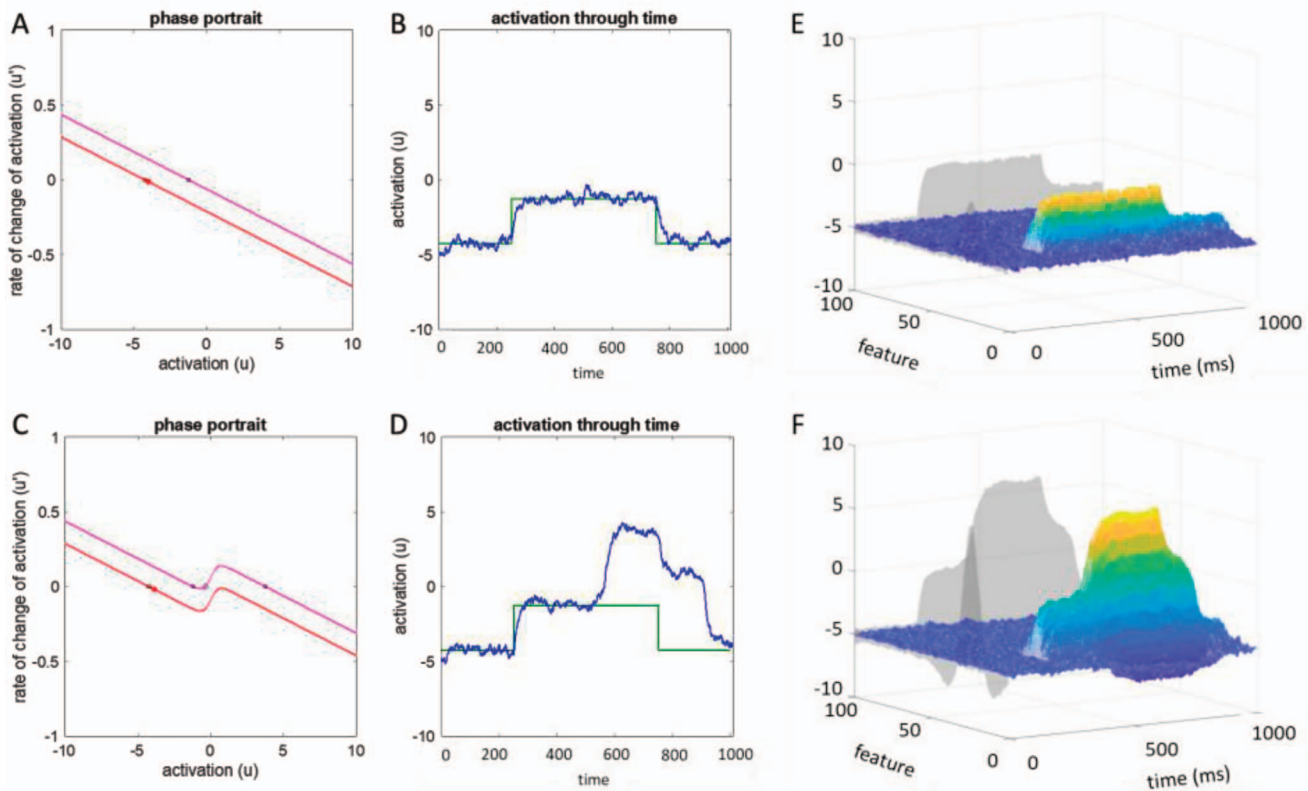 A
phase portrait
rate of change of activation (u')
1
0.5
0
-0.5
-1
-10 -5 0 5 10
activation (u)
B
activation through time
activation (u)
10
5
0
-5
-10
0 200 400 600 800 1000
time
E
10
5
0
-5
-10
100
50
0
feature
0
500
1000
time (ms)
C
phase portrait
rate of change of activation (u')
1
0.5
0
-0.5
-1
-10 -5 0 5 10
activation (u)
D
activation through time
activation (u)
10
5
0
-5
-10
0 200 400 600 800 1000
time
F
10
5
0
-5
-10
100
50
0
feature
0
500
1000
time (ms)